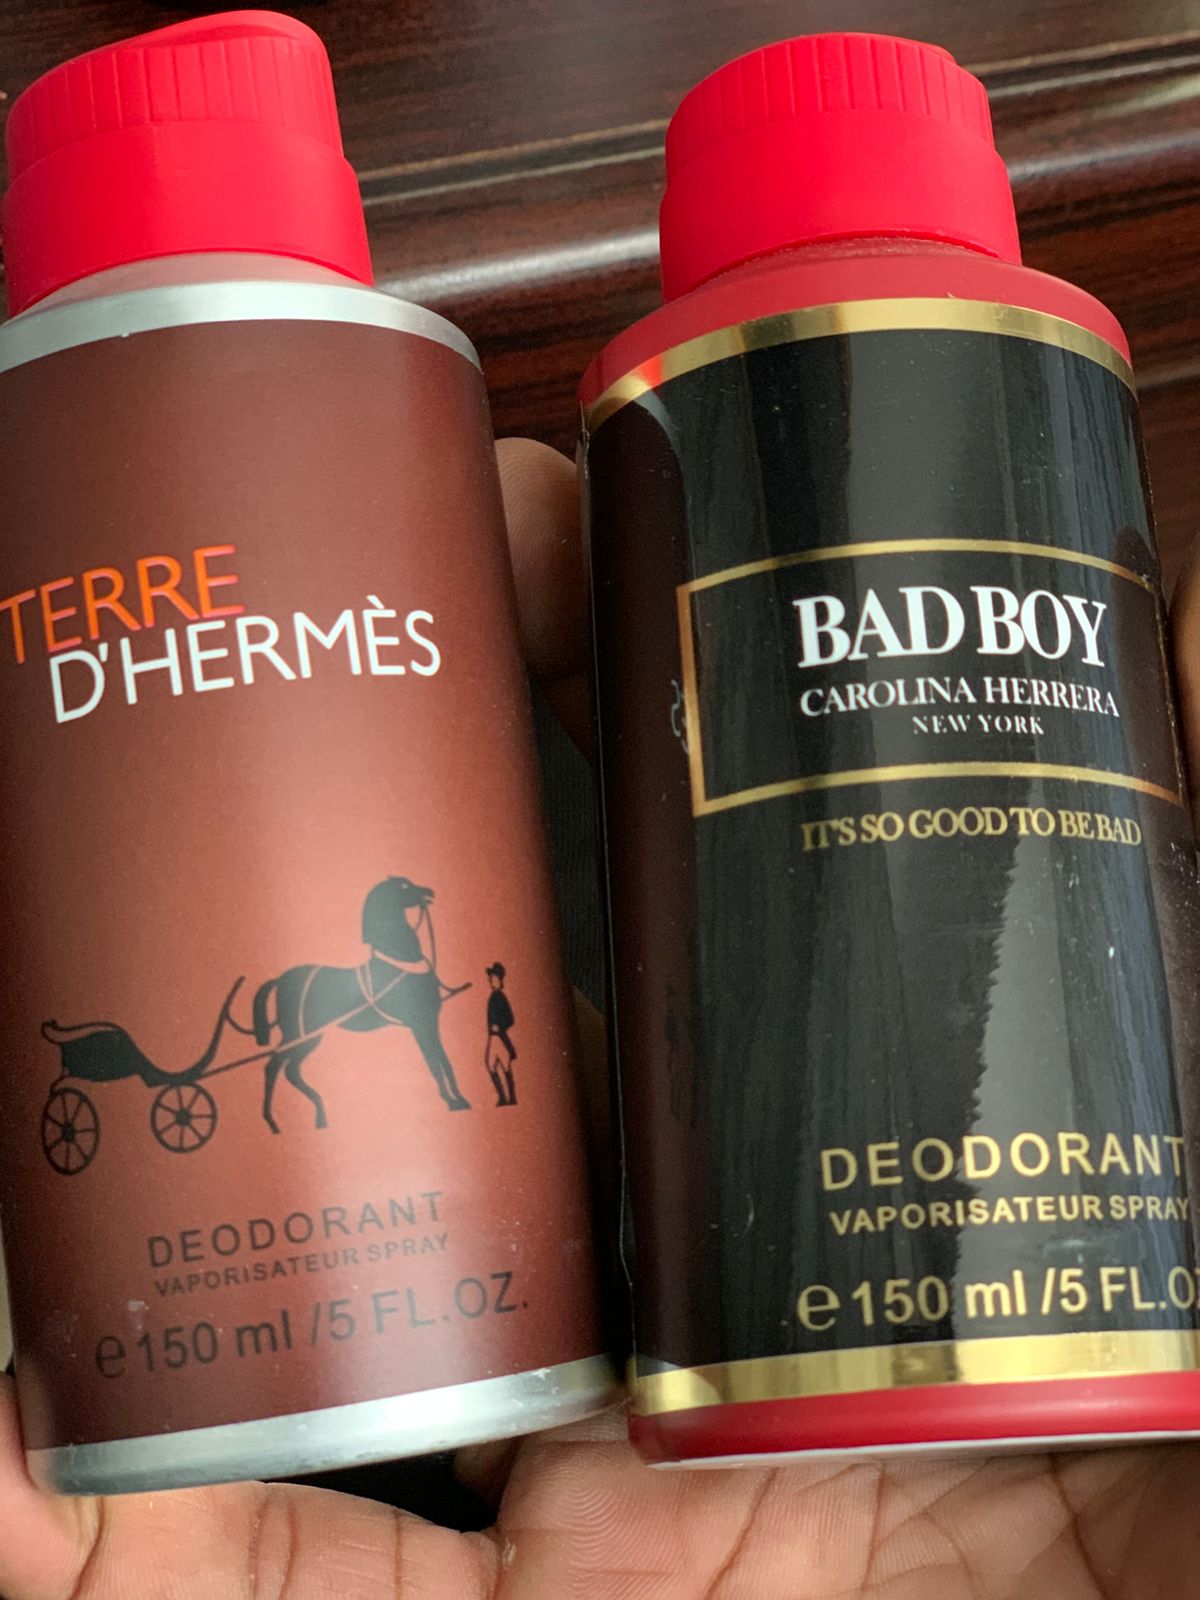 TERRE
D'HERMÈS
DEODORANT
VAPORISATEUR SPRAY
℮150 ml /5 FL.OZ.
BAD BOY
CAROLINA HERRERA
NEW YORK
IT'S SO GOOD TO BE BAD
DEODORANT
VAPORISATEUR SPRAY
℮150 ml /5 FL.OZ